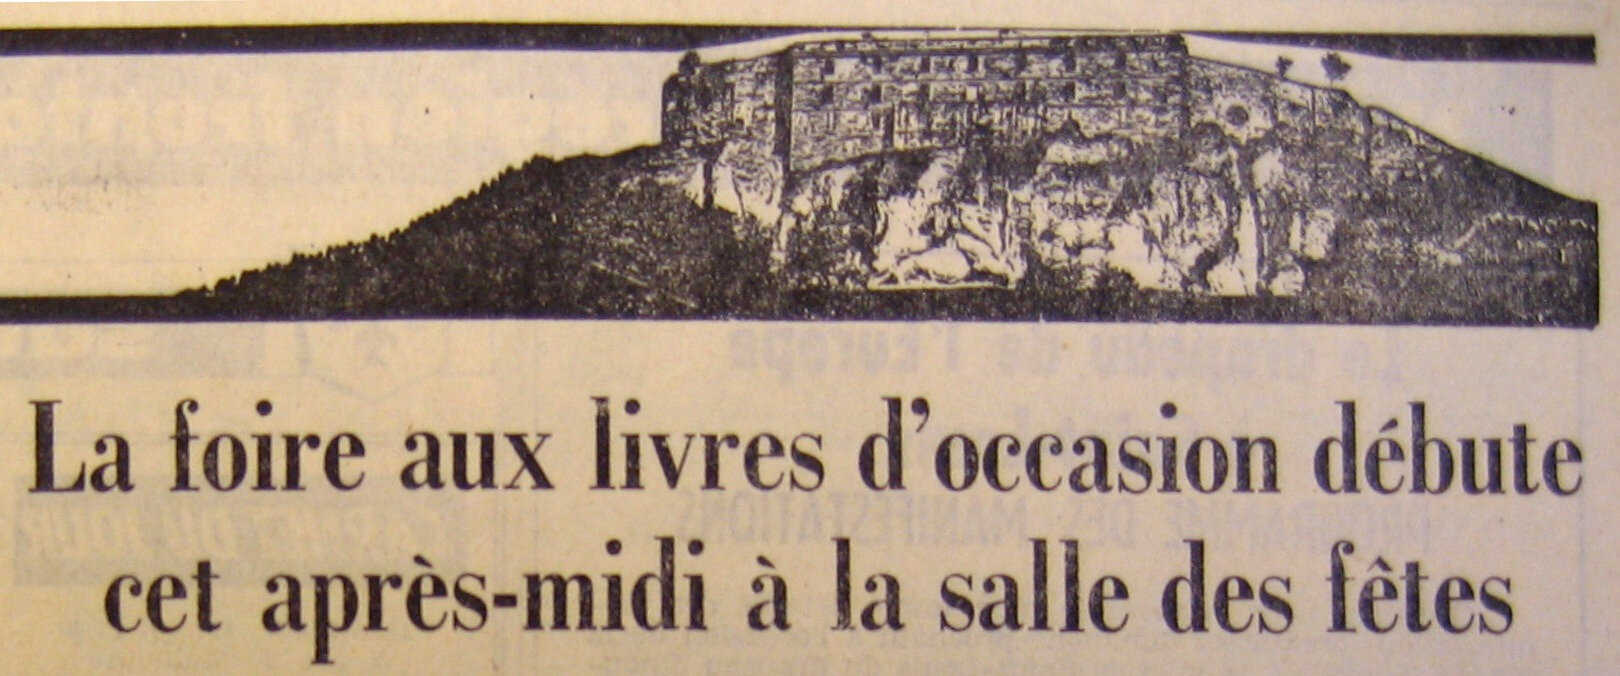 La foire aux livres d'occasion débute
cet après-midi à la salle des fêtes